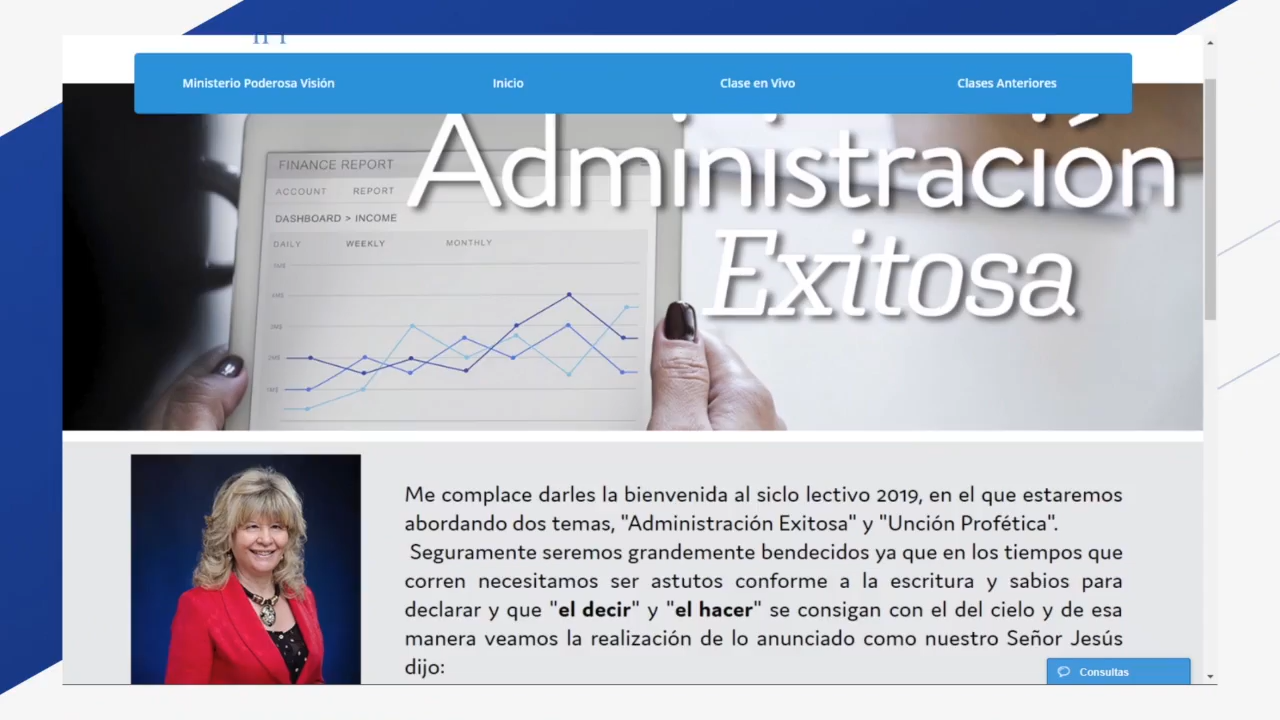 Ministerio Poderosa Visión
Inicio
Clase en Vivo
Clases Anteriores
Administración
Exitosa
FINANCE REPORT
ACCOUNT REPORT
DASHBOARD > INCOME
DAILY WEEKLY MONTHLY
Me complace darles la bienvenida al siclo lectivo 2019, en el que estaremos
abordando dos temas, "Administración Exitosa" y "Unción Profética".
Seguramente seremos grandemente bendecidos ya que en los tiempos que
corren necesitamos ser astutos conforme a la escritura y sabios para
declarar y que "el decir" y "el hacer" se consigan con el del cielo y de esa
manera veamos la realización de lo anunciado como nuestro Señor Jesús
dijo:
Consultas